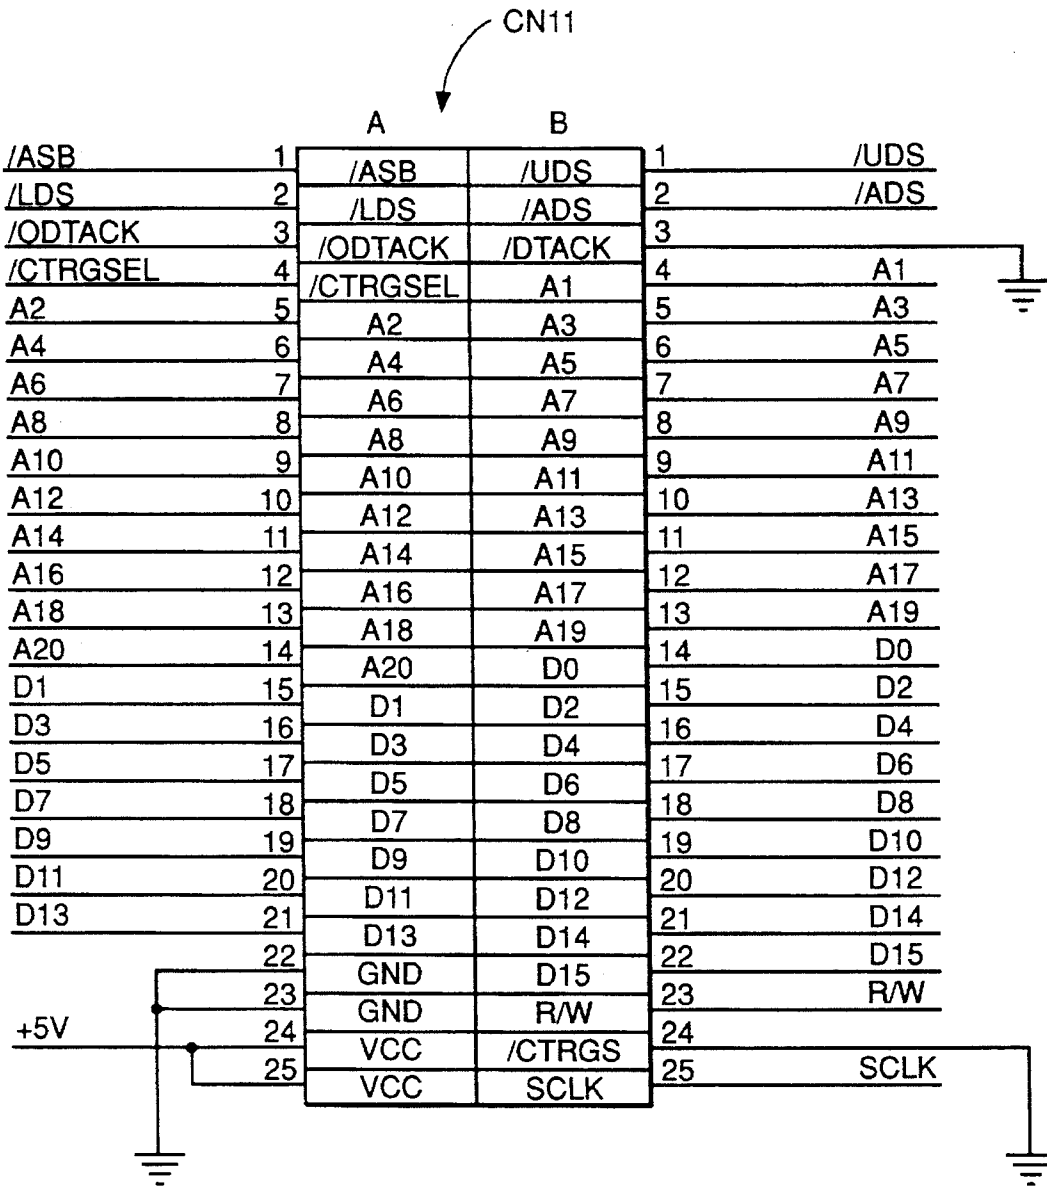 CN11
A B
/ASB 1 /ASB /UDS 1 /UDS
/LDS 2 /LDS /ADS 2 /ADS
/ODTACK 3 /ODTACK /DTACK 3
/CTRGSEL 4 /CTRGSEL A1 4 A1
A2 5 A2 A3 5 A3
A4 6 A4 A5 6 A5
A6 7 A6 A7 7 A7
A8 8 A8 A9 8 A9
A10 9 A10 A11 9 A11
A12 10 A12 A13 10 A13
A14 11 A14 A15 11 A15
A16 12 A16 A17 12 A17
A18 13 A18 A19 13 A19
A20 14 A20 D0 14 D0
D1 15 D1 D2 15 D2
D3 16 D3 D4 16 D4
D5 17 D5 D6 17 D6
D7 18 D7 D8 18 D8
D9 19 D9 D10 19 D10
D11 20 D11 D12 20 D12
D13 21 D13 D14 21 D14
22 GND D15 22 D15
23 GND R/W 23 R/W
+5V 24 VCC /CTRGS 24
25 VCC SCLK 25 SCLK